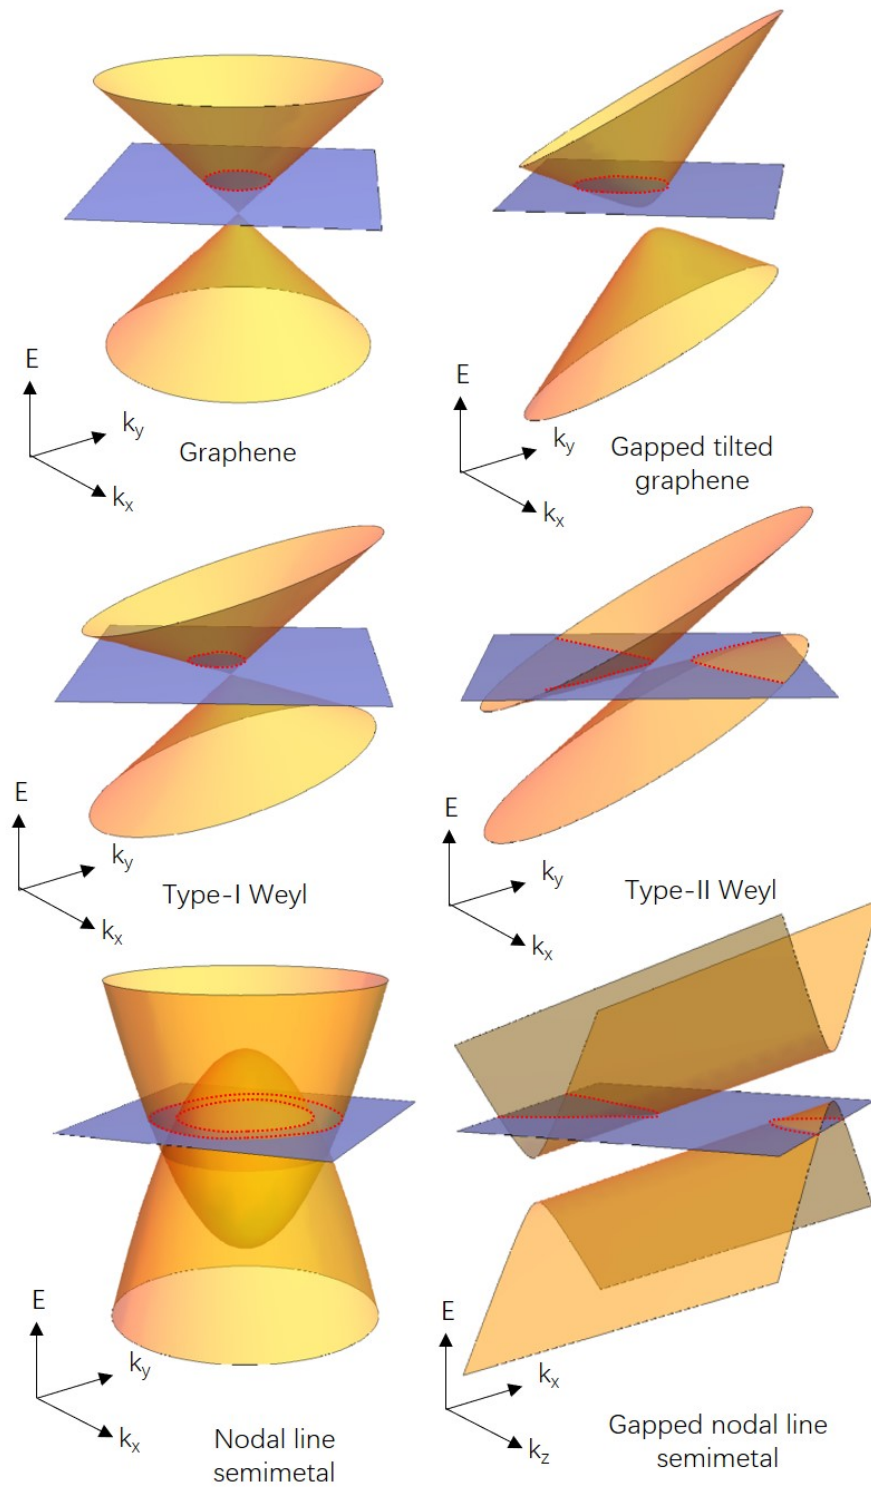 E
k_y
k_x
Graphene
E
k_y
k_x
Gapped tilted
graphene
E
k_y
k_x
Type-I Weyl
E
k_y
k_x
Type-II Weyl
E
k_y
k_x
Nodal line
semimetal
E
k_x
k_z
Gapped nodal line
semimetal